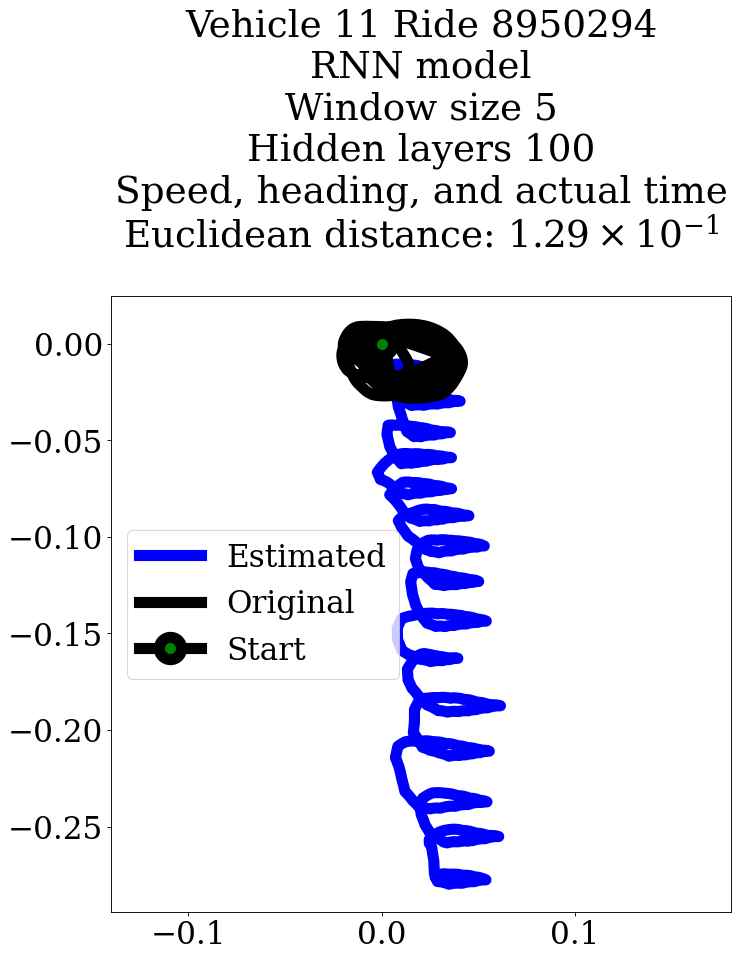 Vehicle 11 Ride 8950294
RNN model
Window size 5
Hidden layers 100
Speed, heading, and actual time
Euclidean distance: 1.29 × 10⁻¹
0.00
−0.05
−0.10
−0.15
−0.20
−0.25
Estimated
Original
Start
−0.1
0.0
0.1